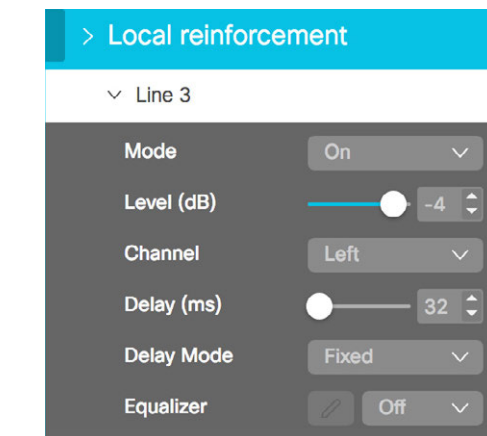 Local reinforcement
Line 3
Mode On
Level (dB) -4
Channel Left
Delay (ms) 32
Delay Mode Fixed
Equalizer Off